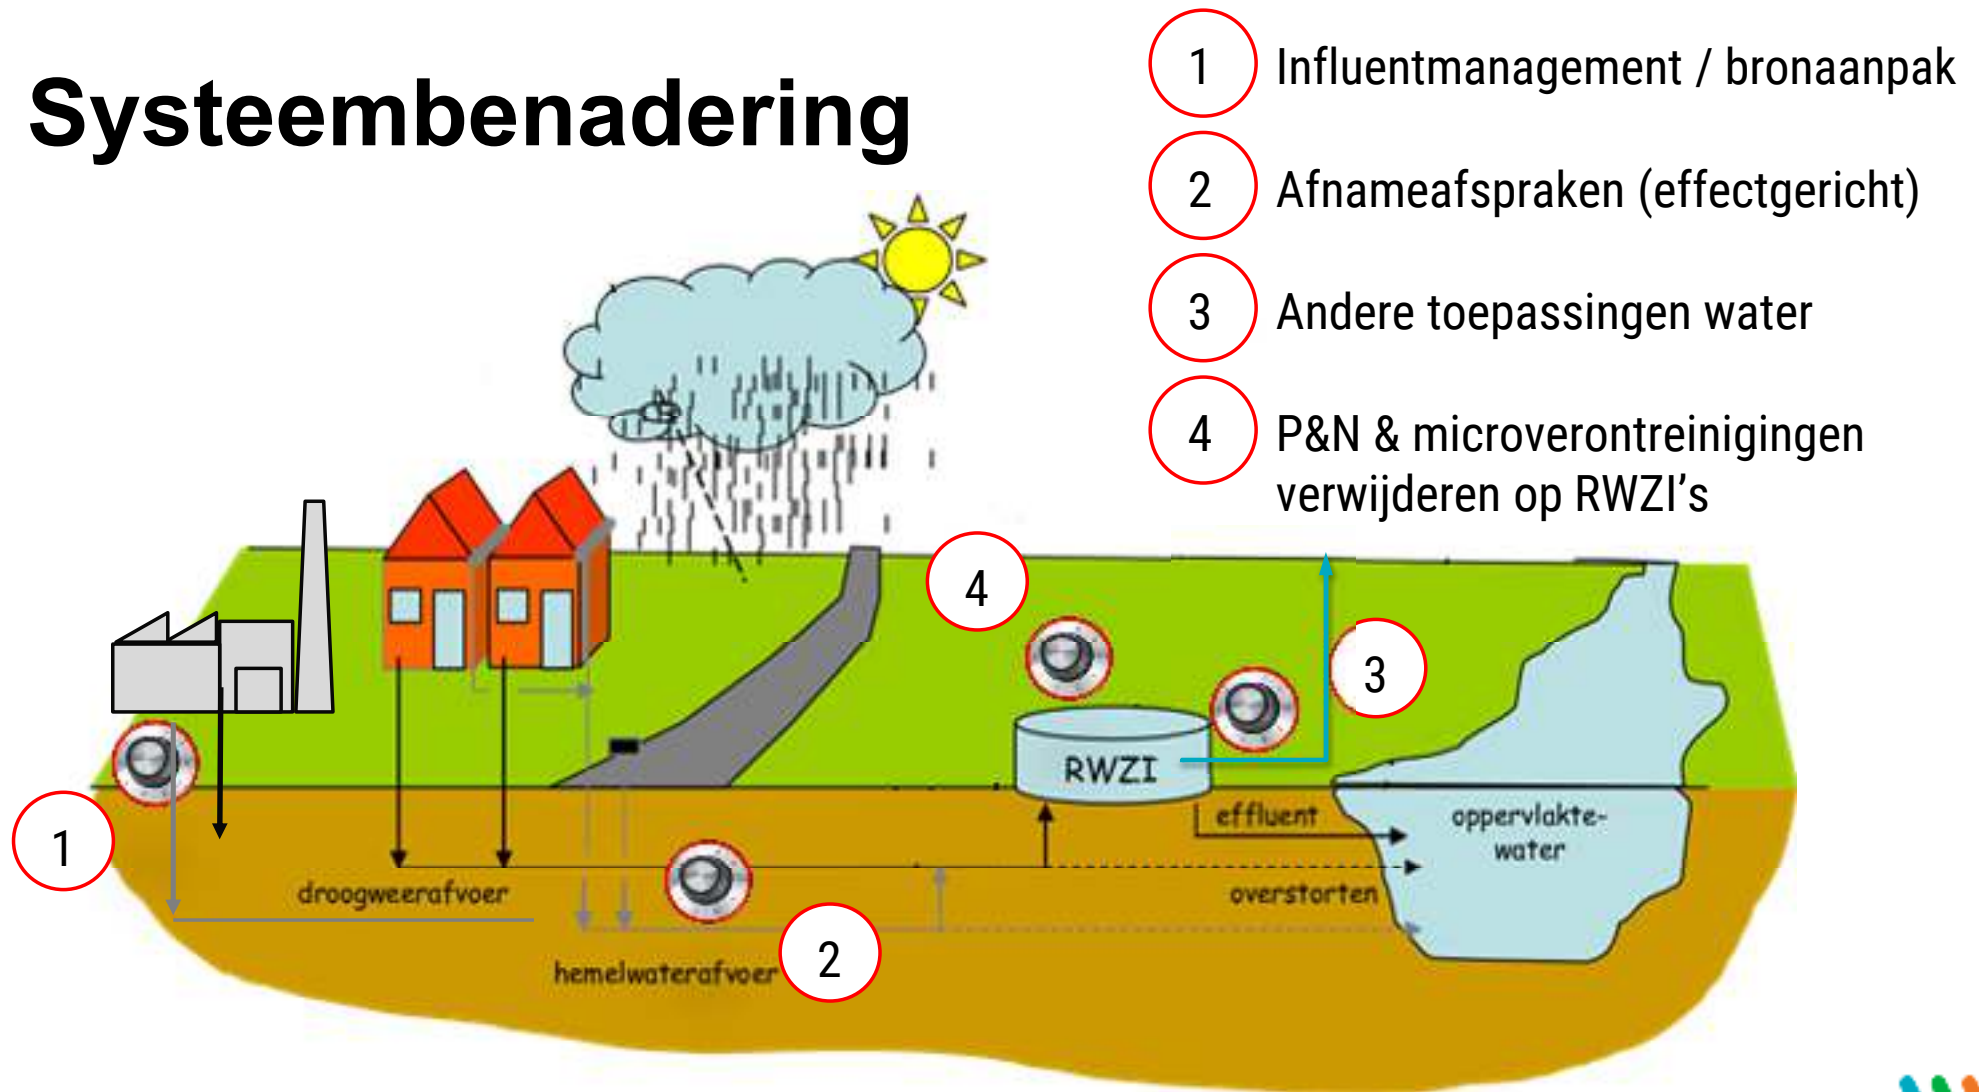 Systeembenadering
1 Influentmanagement / bronaanpak
2 Afnameafspraken (effectgericht)
3 Andere toepassingen water
4 P&N & microverontreinigingen
verwijderen op RWZI’s
4
3
RWZI
effluent
oppervlakte-
water
1
droogweerafvoer
overstorten
2
hemelwaterafvoer